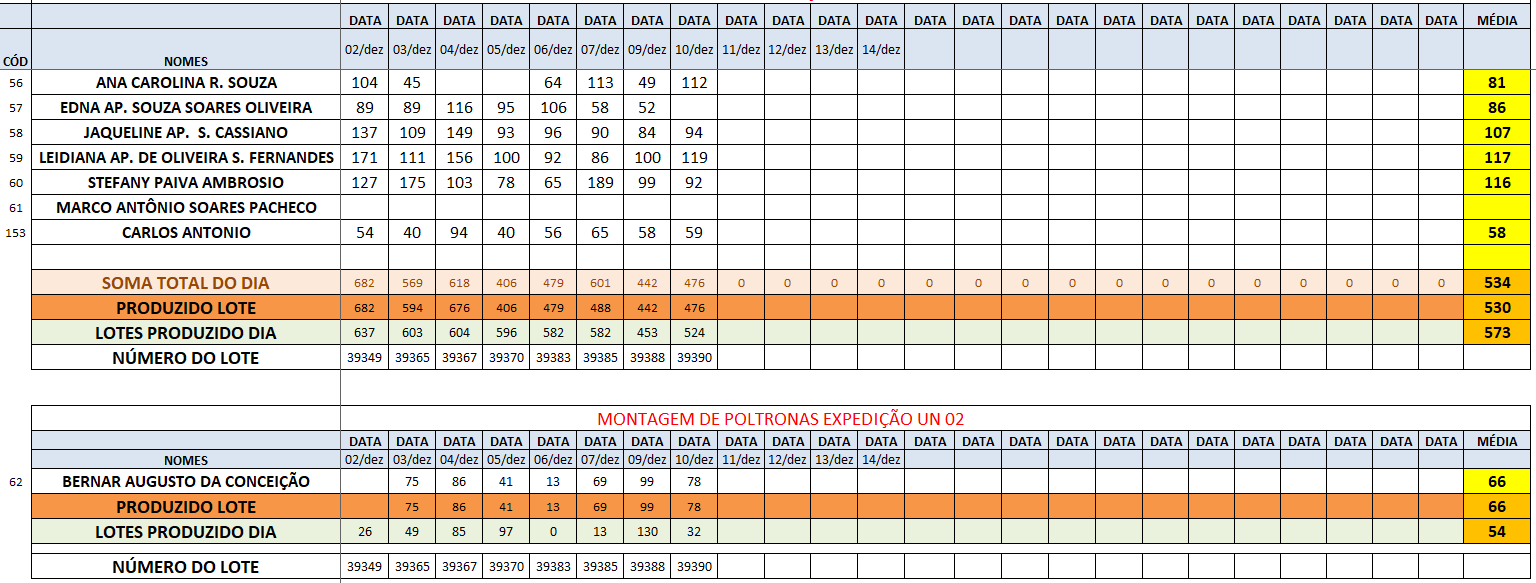 DATA DATA DATA DATA DATA DATA DATA DATA DATA DATA DATA DATA DATA DATA DATA DATA DATA DATA DATA DATA DATA DATA DATA DATA MÉDIA
CÓD NOMES 02/dez 03/dez 04/dez 05/dez 06/dez 07/dez 09/dez 10/dez 11/dez 12/dez 13/dez 14/dez
56 ANA CAROLINA R. SOUZA 104 45 64 113 49 112 81
57 EDNA AP. SOUZA SOARES OLIVEIRA 89 89 116 95 106 58 52 86
58 JAQUELINE AP. S. CASSIANO 137 109 149 93 96 90 84 94 107
59 LEIDIANA AP. DE OLIVEIRA S. FERNANDES 171 111 156 100 92 86 100 119 117
60 STEFANY PAIVA AMBROSIO 127 175 103 78 65 189 99 92 116
61 MARCO ANTÔNIO SOARES PACHECO
153 CARLOS ANTONIO 54 40 94 40 56 65 58 59 58
SOMA TOTAL DO DIA 682 569 618 406 479 601 442 476 0 0 0 0 0 0 0 0 0 0 0 0 0 0 0 0 534
PRODUZIDO LOTE 682 594 676 406 479 488 442 476 530
LOTES PRODUZIDO DIA 637 603 604 596 582 582 453 524 573
NÚMERO DO LOTE 39349 39365 39367 39370 39383 39385 39388 39390
MONTAGEM DE POLTRONAS EXPEDIÇÃO UN 02
DATA DATA DATA DATA DATA DATA DATA DATA DATA DATA DATA DATA DATA DATA DATA DATA DATA DATA DATA DATA DATA DATA DATA DATA MÉDIA
NOMES 02/dez 03/dez 04/dez 05/dez 06/dez 07/dez 09/dez 10/dez 11/dez 12/dez 13/dez 14/dez
62 BERNAR AUGUSTO DA CONCEIÇÃO 75 86 41 13 69 99 78 66
PRODUZIDO LOTE 75 86 41 13 69 99 78 66
LOTES PRODUZIDO DIA 26 49 85 97 0 13 130 32 54
NÚMERO DO LOTE 39349 39365 39367 39370 39383 39385 39388 39390